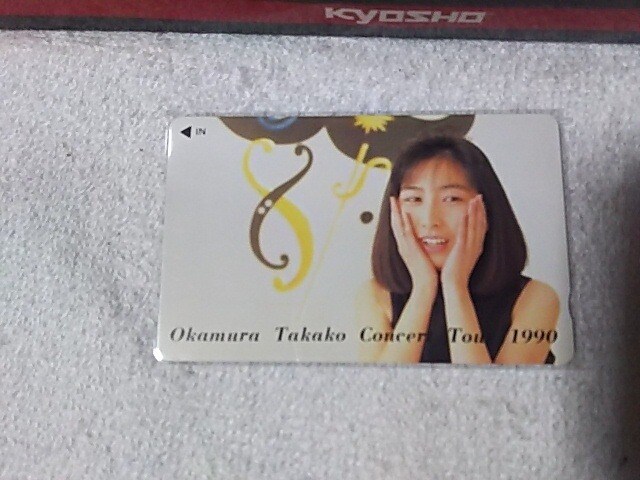 KYOSHO
◀ IN
Okamura Takako Concert Tour 1990